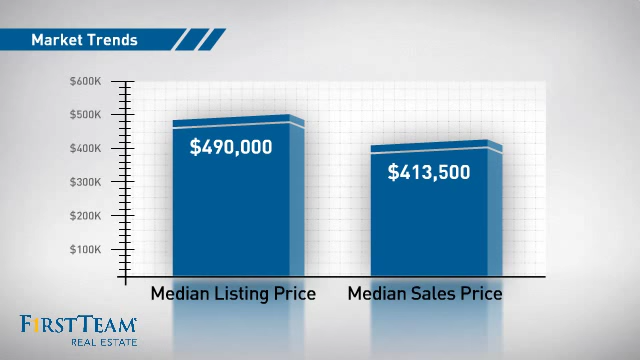 Market Trends
$600K
$500K
$400K
$300K
$200K
$100K
$490,000
$413,500
Median Listing Price
Median Sales Price
F1RSTTEAM®
REAL ESTATE